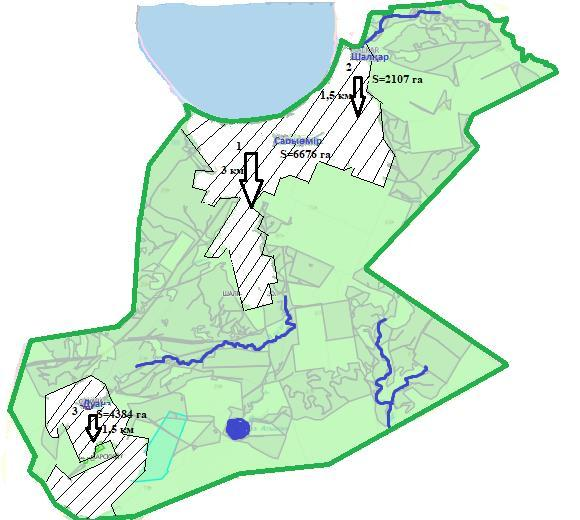 Шалқар
2
S=2107 га
1,5 км
1
Сарыөмір
S=6676 га
3 км
Дуана
3
S=4384 га
1,5 км